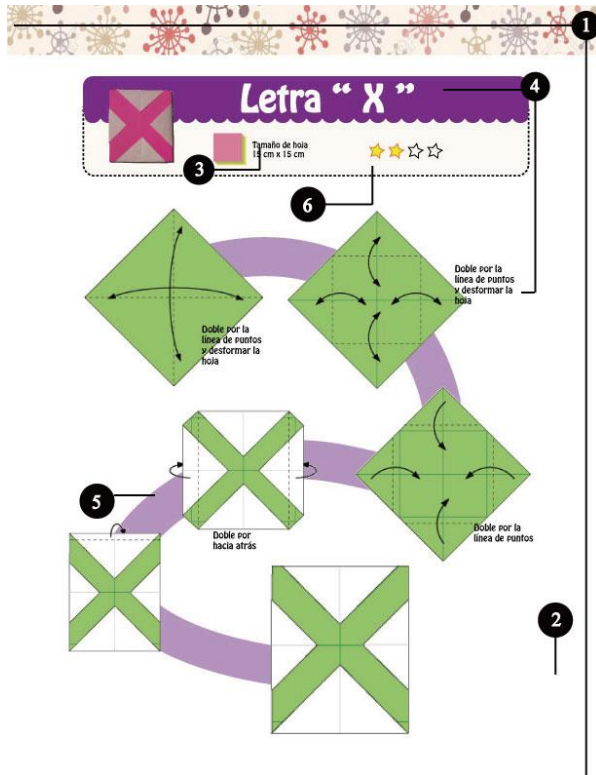 1
Letra “ X ”
4
Tamaño de hoja
15 cm x 15 cm
3
6
Doble por la
línea de puntos
y desformar la
hoja
Doble por la
línea de puntos
y desformar la
hoja
5
Doble por
hacia atrás
Doble por la
línea de puntos
2